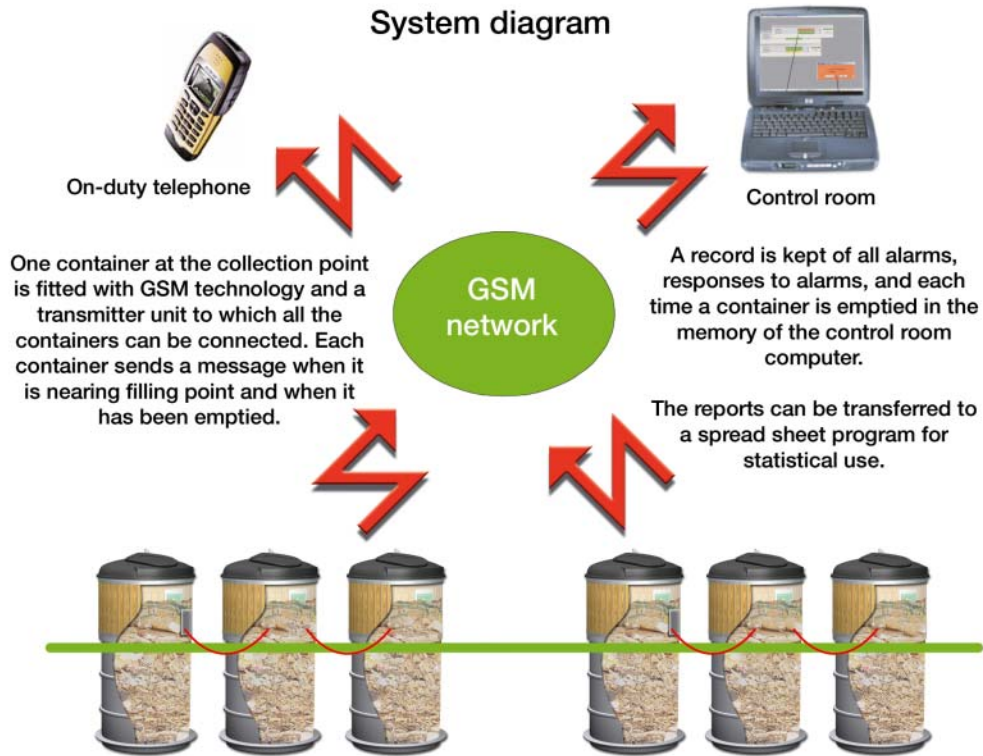 System diagram
On-duty telephone
Control room
One container at the collection point
is fitted with GSM technology and a
transmitter unit to which all the
containers can be connected. Each
container sends a message when it
is nearing filling point and when it
has been emptied.
GSM
network
A record is kept of all alarms,
responses to alarms, and each
time a container is emptied in the
memory of the control room
computer.
The reports can be transferred to
a spread sheet program for
statistical use.